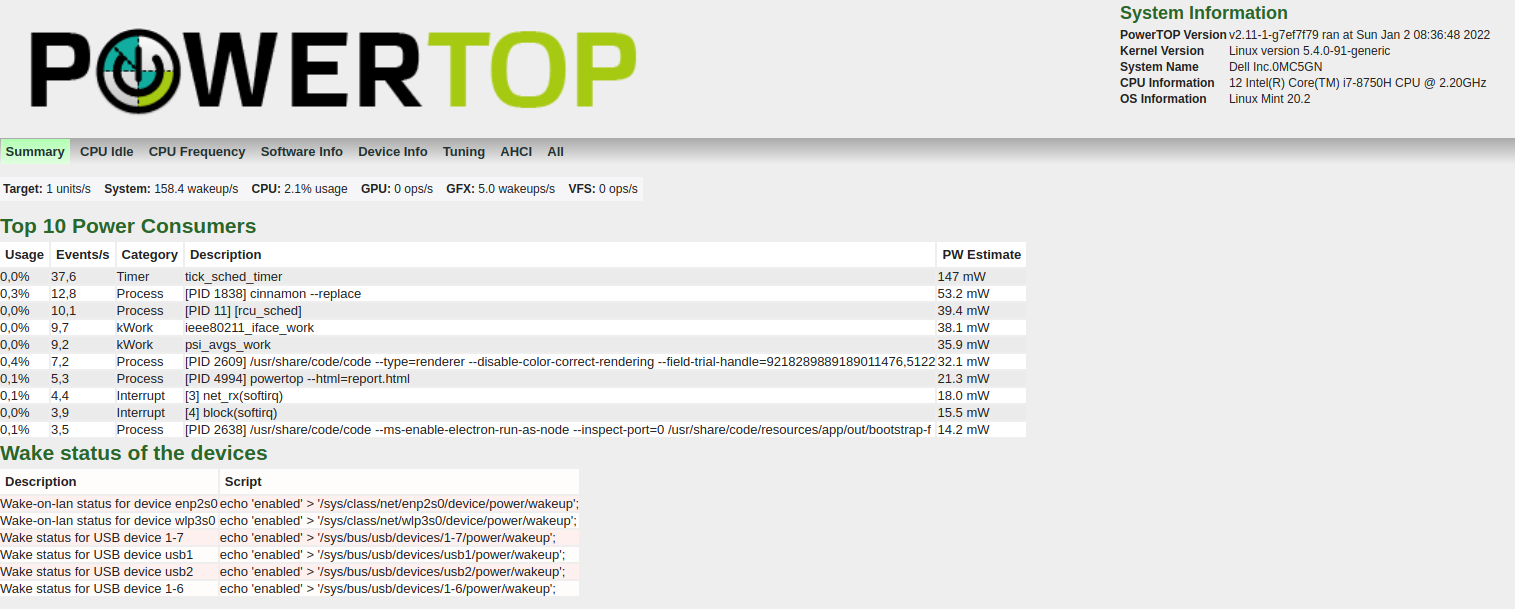 POWERTOP
System Information
PowerTOP Version v2.11-1-g7ef7f79 ran at Sun Jan 2 08:36:48 2022
Kernel Version Linux version 5.4.0-91-generic
System Name Dell Inc.0MC5GN
CPU Information 12 Intel(R) Core(TM) i7-8750H CPU @ 2.20GHz
OS Information Linux Mint 20.2
Summary CPU Idle CPU Frequency Software Info Device Info Tuning AHCI All
Target: 1 units/s System: 158.4 wakeup/s CPU: 2.1% usage GPU: 0 ops/s GFX: 5.0 wakeups/s VFS: 0 ops/s
Top 10 Power Consumers
Usage Events/s Category Description PW Estimate
0,0% 37,6 Timer tick_sched_timer 147 mW
0,3% 12,8 Process [PID 1838] cinnamon --replace 53.2 mW
0,0% 10,1 Process [PID 11] [rcu_sched] 39.4 mW
0,0% 9,7 kWork ieee80211_iface_work 38.1 mW
0,0% 9,2 kWork psi_avgs_work 35.9 mW
0,4% 7,2 Process [PID 2609] /usr/share/code/code --type=renderer --disable-color-correct-rendering --field-trial-handle=9218289889189011476,5122 32.1 mW
0,1% 5,3 Process [PID 4994] powertop --html=report.html 21.3 mW
0,1% 4,4 Interrupt [3] net_rx(softirq) 18.0 mW
0,0% 3,9 Interrupt [4] block(softirq) 15.5 mW
0,1% 3,5 Process [PID 2638] /usr/share/code/code --ms-enable-electron-run-as-node --inspect-port=0 /usr/share/code/resources/app/out/bootstrap-f 14.2 mW
Wake status of the devices
Description Script
Wake-on-lan status for device enp2s0 echo 'enabled' > '/sys/class/net/enp2s0/device/power/wakeup';
Wake-on-lan status for device wlp3s0 echo 'enabled' > '/sys/class/net/wlp3s0/device/power/wakeup';
Wake status for USB device 1-7 echo 'enabled' > '/sys/bus/usb/devices/1-7/power/wakeup';
Wake status for USB device usb1 echo 'enabled' > '/sys/bus/usb/devices/usb1/power/wakeup';
Wake status for USB device usb2 echo 'enabled' > '/sys/bus/usb/devices/usb2/power/wakeup';
Wake status for USB device 1-6 echo 'enabled' > '/sys/bus/usb/devices/1-6/power/wakeup';